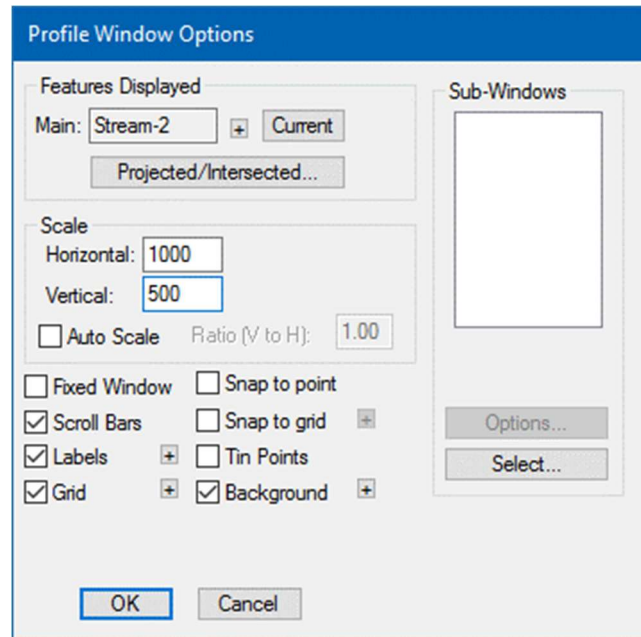 Profile Window Options
Features Displayed
Main: Stream-2 + Current
Projected/Intersected...
Scale
Horizontal: 1000
Vertical: 500
Auto Scale Ratio (V to H): 1.00
Fixed Window Snap to point
Scroll Bars Snap to grid +
Labels + Tin Points
Grid + Background +
Sub-Windows
Options...
Select...
OK Cancel